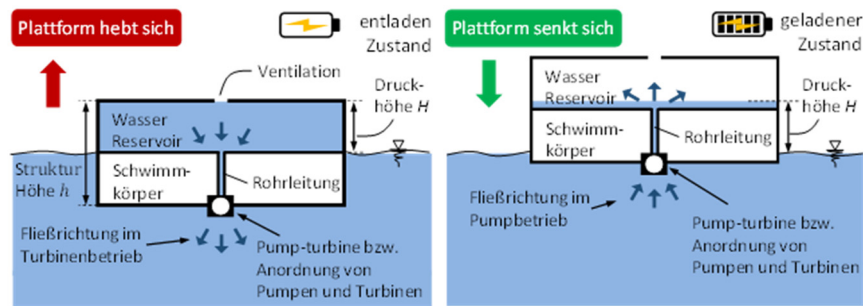 Plattform hebt sich
entladen
Zustand
Ventilation
Druck-
höhe H
Wasser
Reservoir
Struktur
Höhe h
Schwimm-
körper
Rohrleitung
Fließrichtung im
Turbinenbetrieb
Pump-turbine bzw.
Anordnung von
Pumpen und Turbinen
Plattform senkt sich
geladener
Zustand
Wasser
Reservoir
Druck-
höhe H
Schwimm-
körper
Rohrleitung
Fließrichtung im
Pumpbetrieb
Pump-turbine bzw.
Anordnung von
Pumpen und Turbinen